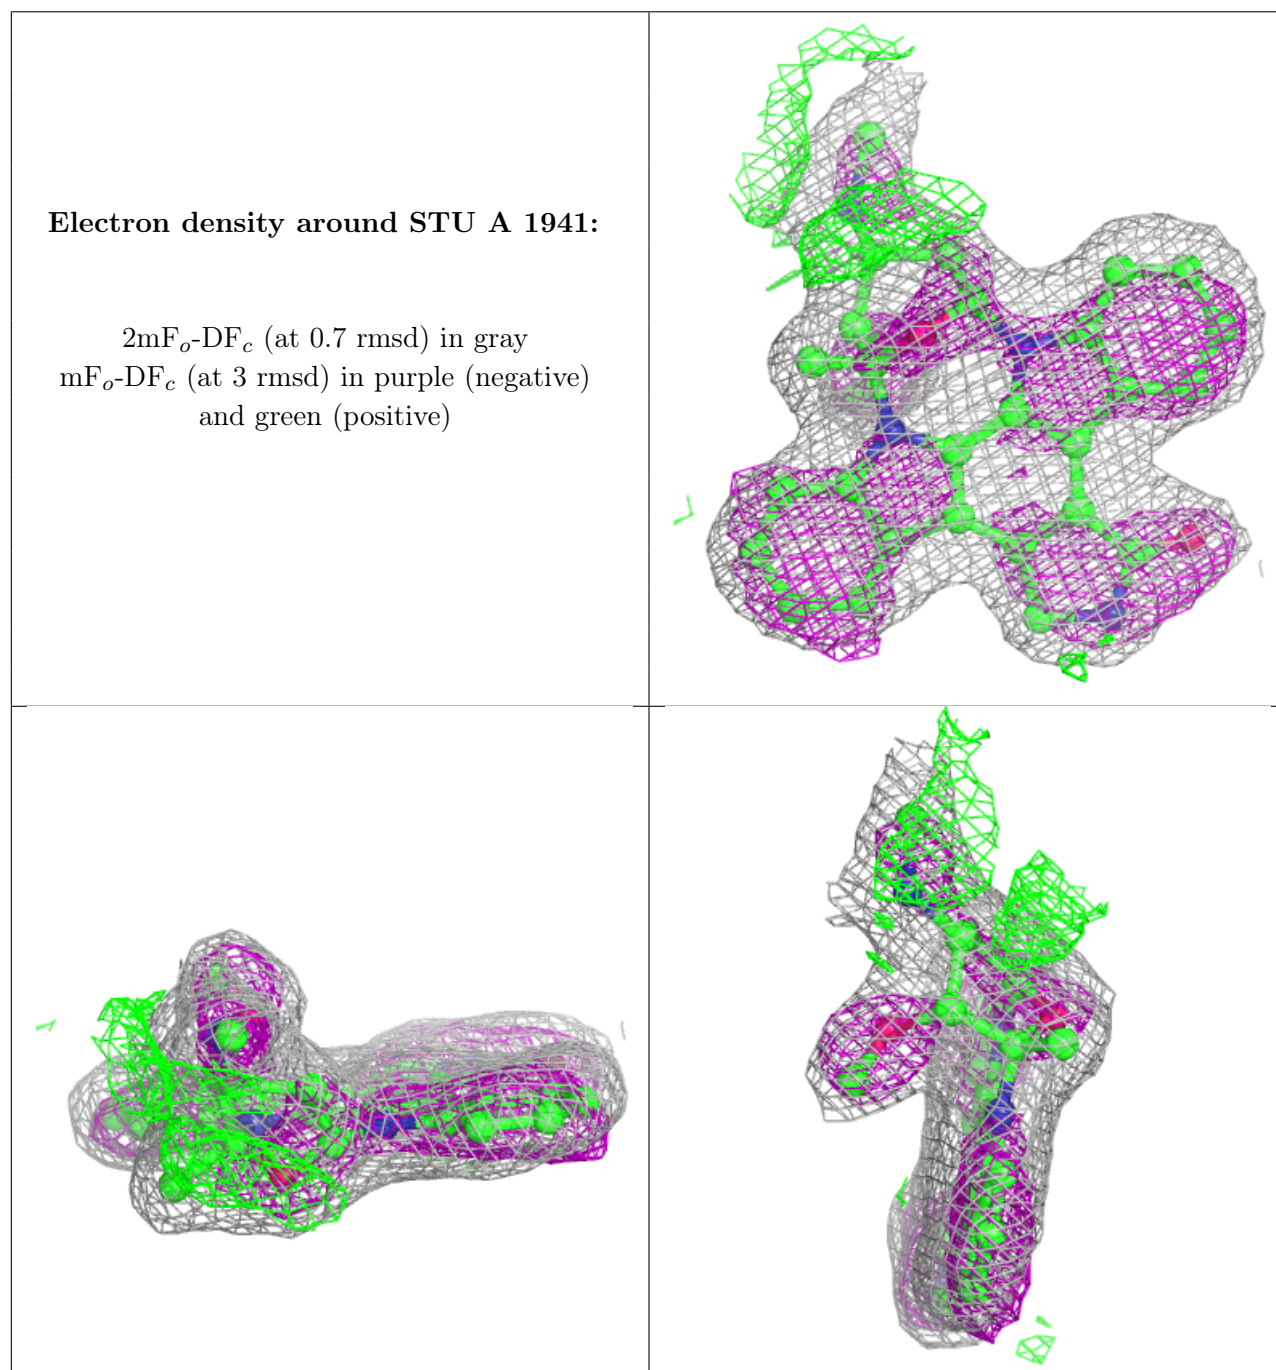 Electron density around STU A 1941:
2mFo-DFc (at 0.7 rmsd) in gray
mFo-DFc (at 3 rmsd) in purple (negative)
and green (positive)